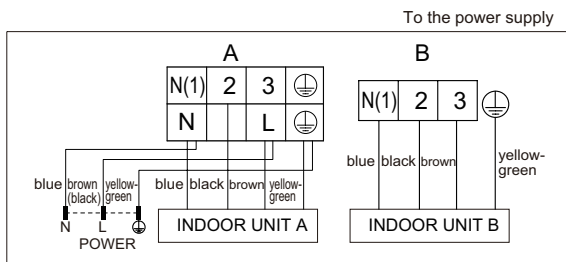 To the power supply
A
B
N(1) 2 3
N L
N(1) 2 3
blue brown (black) yellow-green
blue black brown yellow-green
blue black brown
yellow-green
N L
POWER
INDOOR UNIT A
INDOOR UNIT B